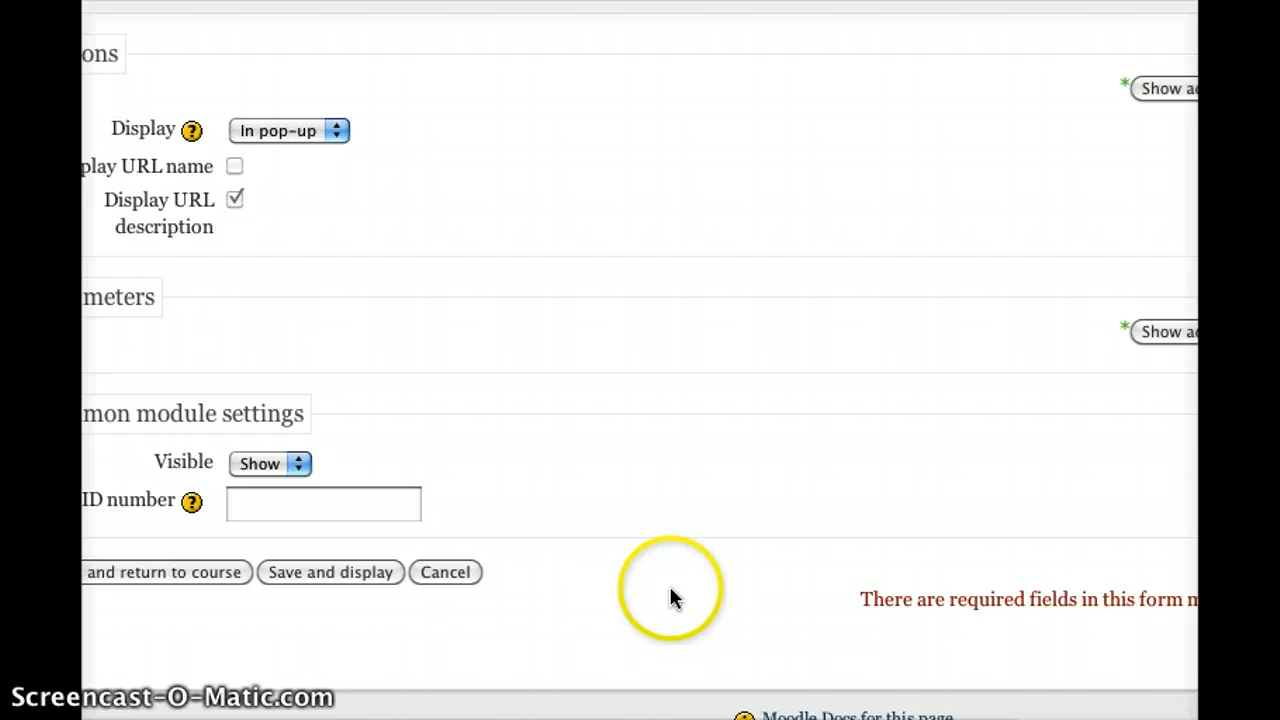 ons
*
Show ac
Display ? In pop-up
play URL name
Display URL
description
meters
*
Show ac
mon module settings
Visible Show
ID number ?
and return to course Save and display Cancel
There are required fields in this form m
Screencast-O-Matic.com
Moodle Docs for this page